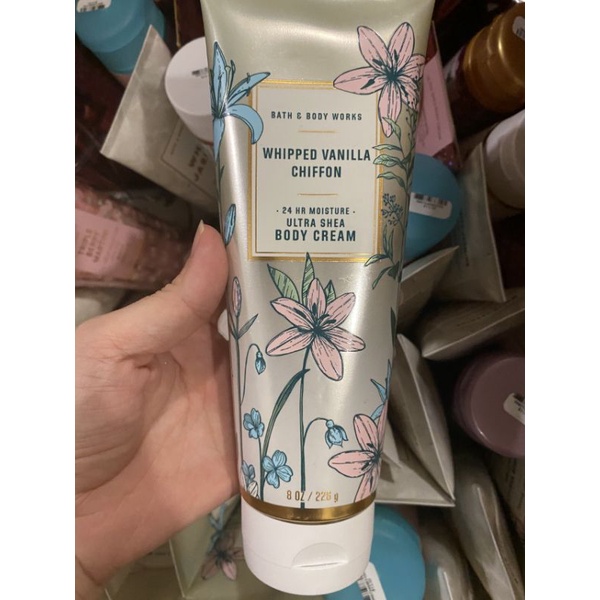 BATH & BODY WORKS
WHIPPED VANILLA
CHIFFON
· 24 HR MOISTURE ·
ULTRA SHEA
BODY CREAM
8 OZ / 226 g